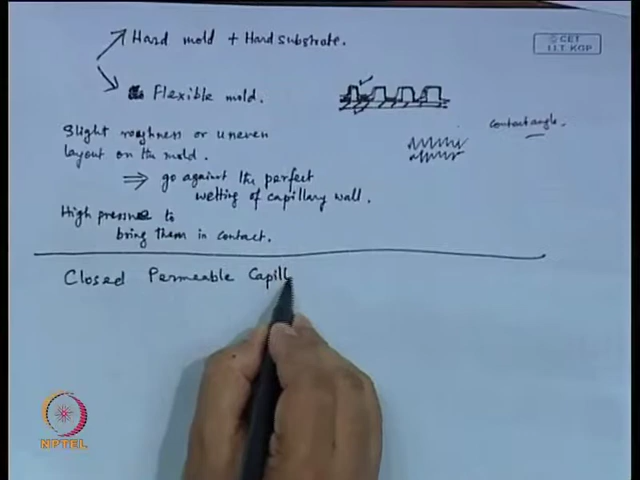 Hard mold + Hard substrate.
© CET
I.I.T. KGP
Flexible mold.
Contact angle.
Slight roughness or uneven
layout on the mold.
⇒ go against the perfect
wetting of capillary wall.
High pressure to
bring them in contact.
Closed Permeable Capill
NPTEL